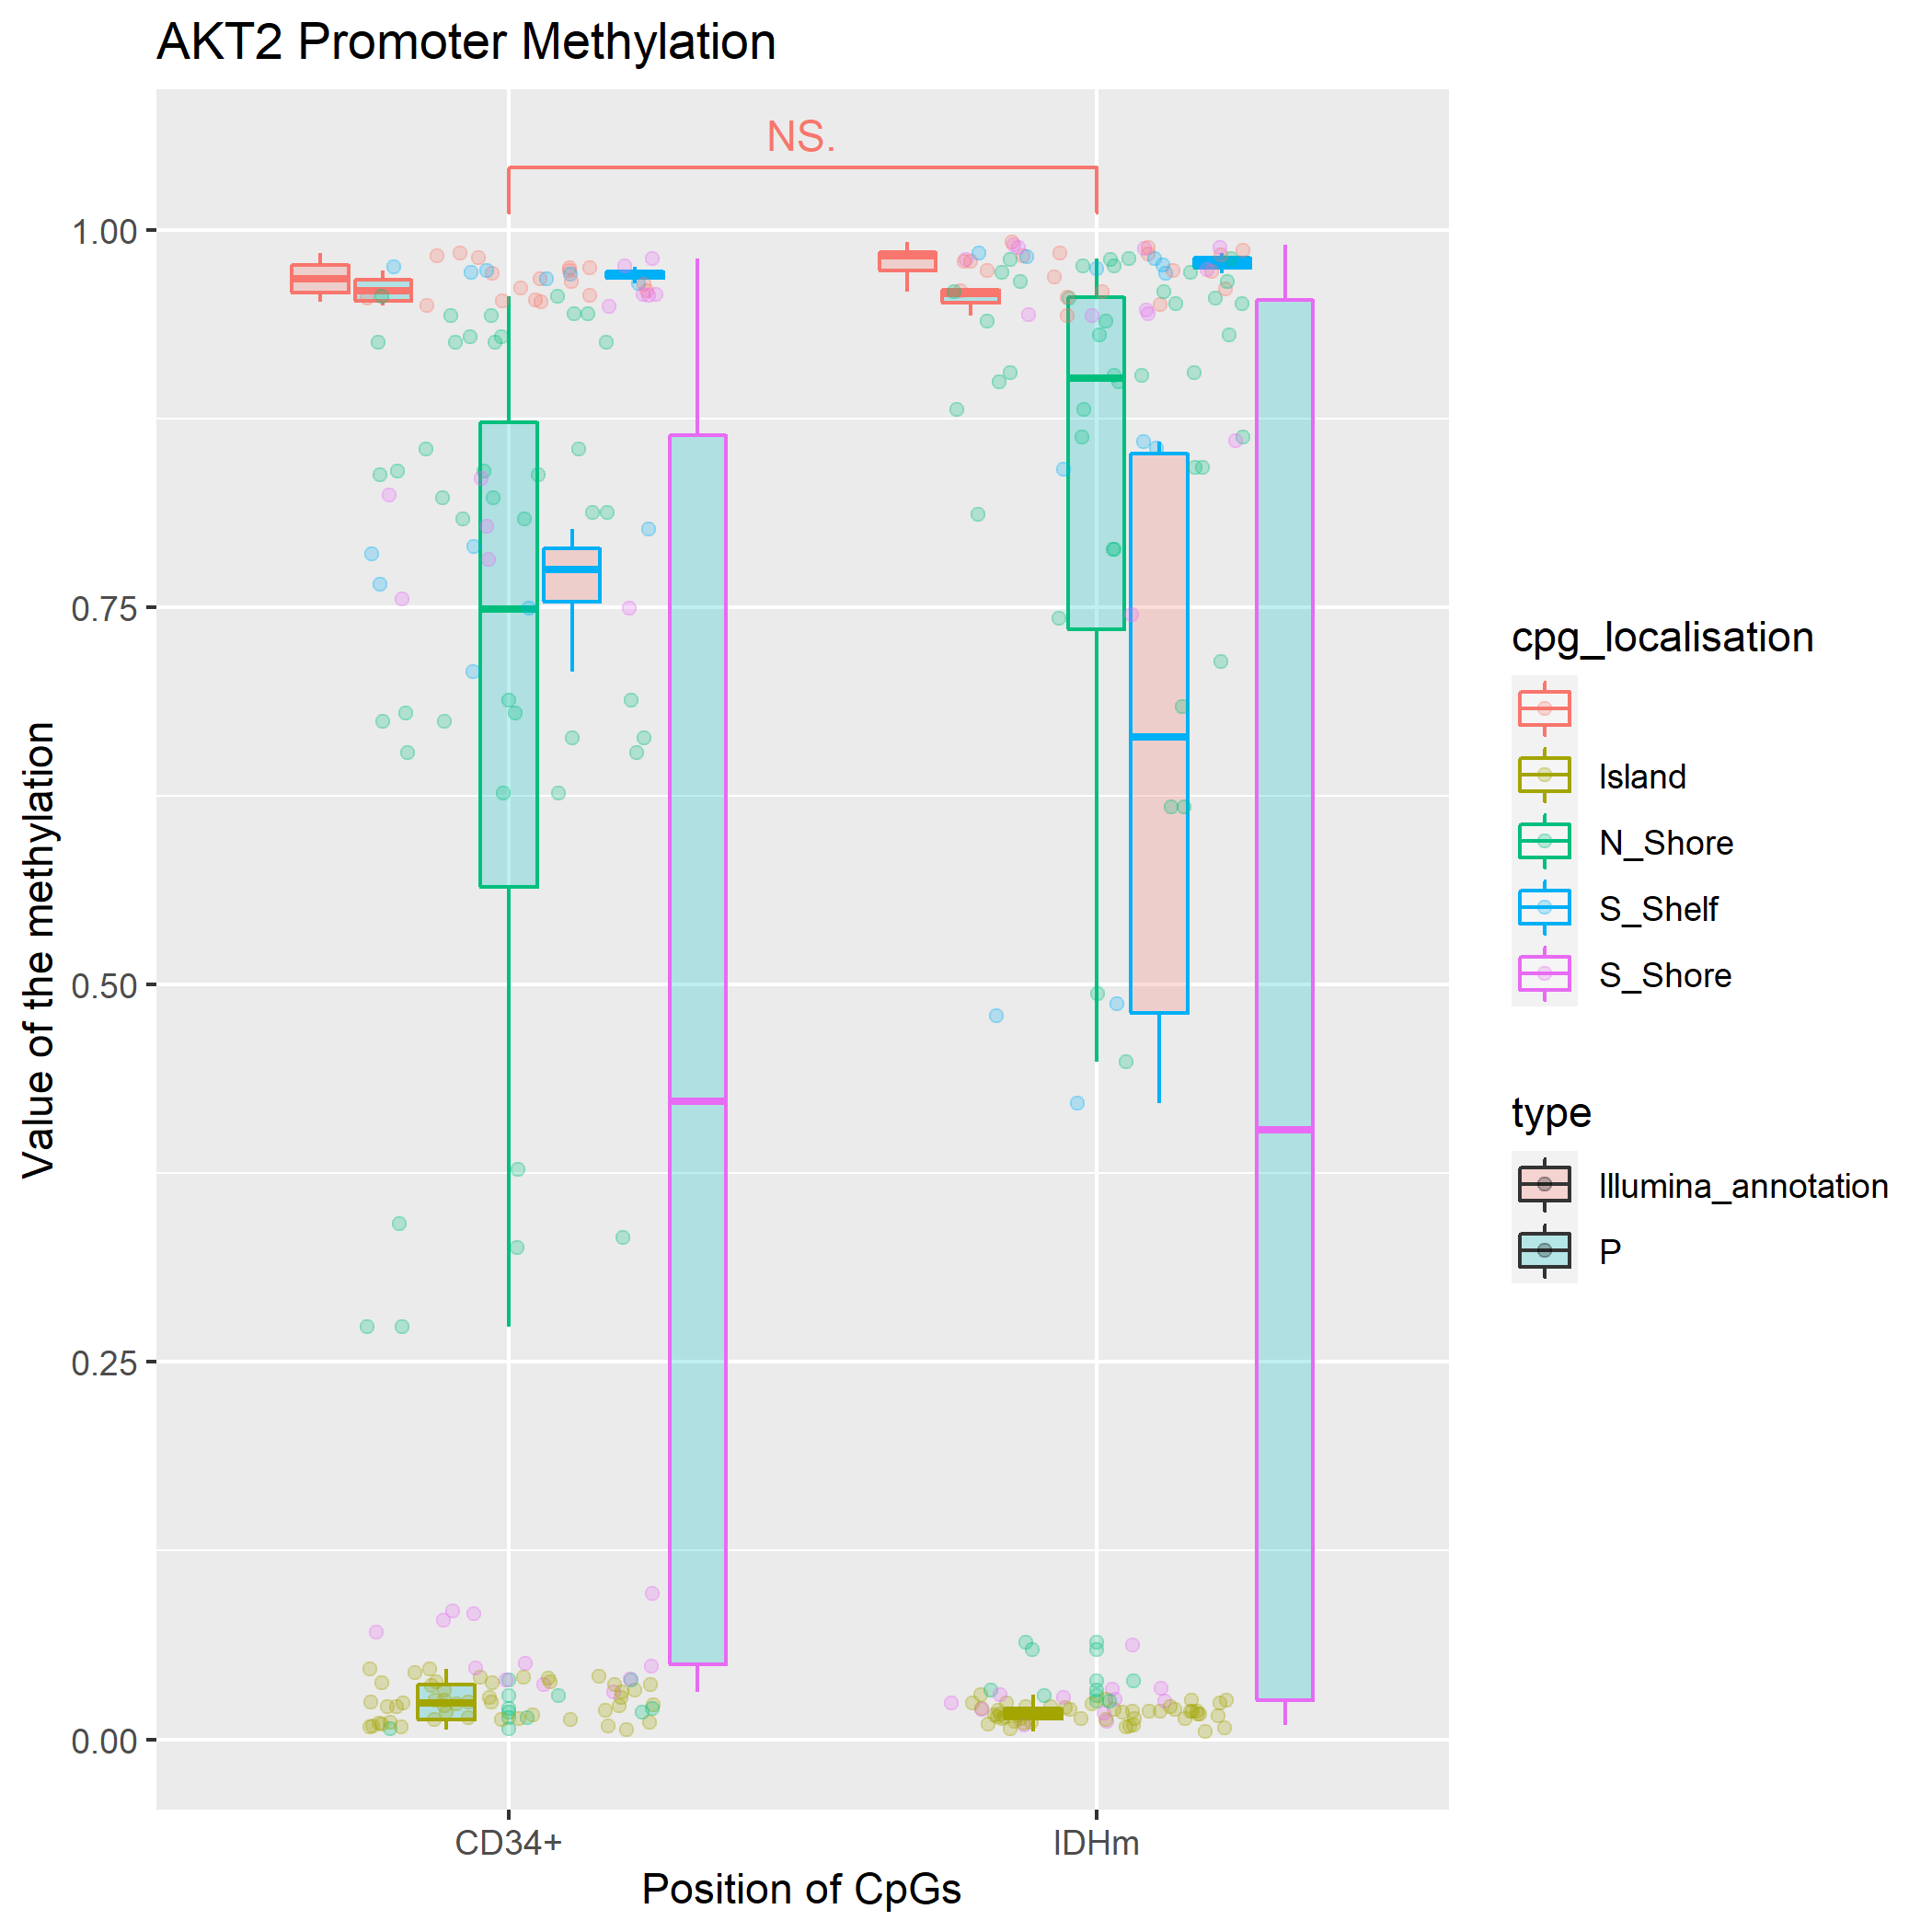 AKT2 Promoter Methylation
NS.
1.00
0.75
0.50
0.25
0.00
Value of the methylation
CD34+
IDHm
Position of CpGs
cpg_localisation
Island
N_Shore
S_Shelf
S_Shore
type
Illumina_annotation
P